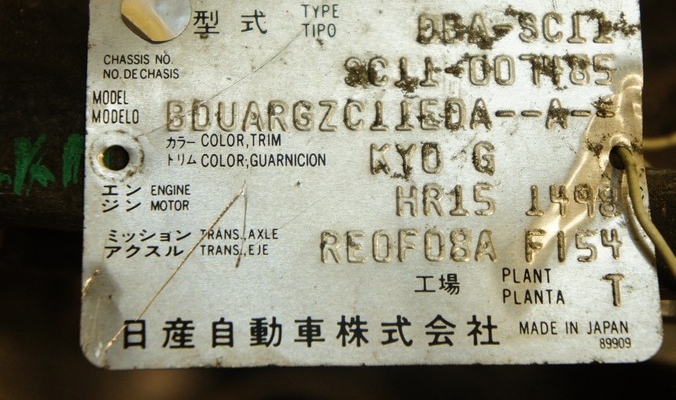 型式 TYPE TIPO DBA-SC11
CHASSIS NO. NO. DE CHASIS SC11-007485
MODEL MODELO BDUARGZC11EDA--A-
カラー COLOR,TRIM
トリム COLOR,GUARNICION KY0 G
エンジン ENGINE MOTOR HR15 1498
ミッション TRANS.,AXLE
アクスル TRANS.,EJE RE0F08A F154
工場 PLANT PLANTA T
日産自動車株式会社 MADE IN JAPAN
89909